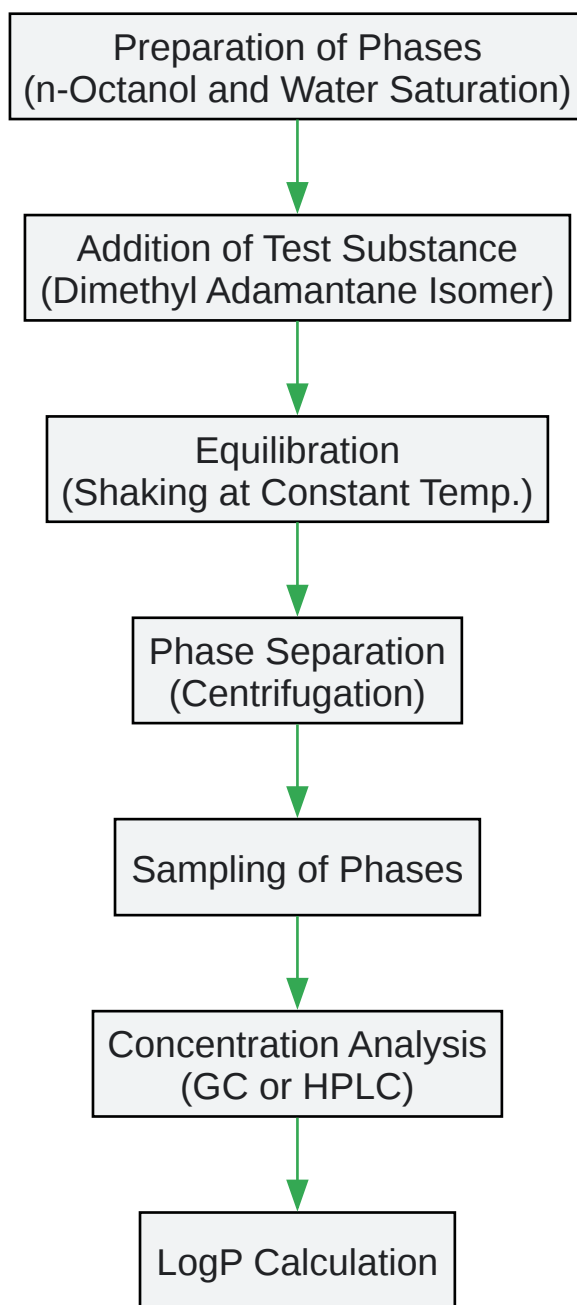 Preparation of Phases
(n-Octanol and Water Saturation)
Addition of Test Substance
(Dimethyl Adamantane Isomer)
Equilibration
(Shaking at Constant Temp.)
Phase Separation
(Centrifugation)
Sampling of Phases
Concentration Analysis
(GC or HPLC)
LogP Calculation